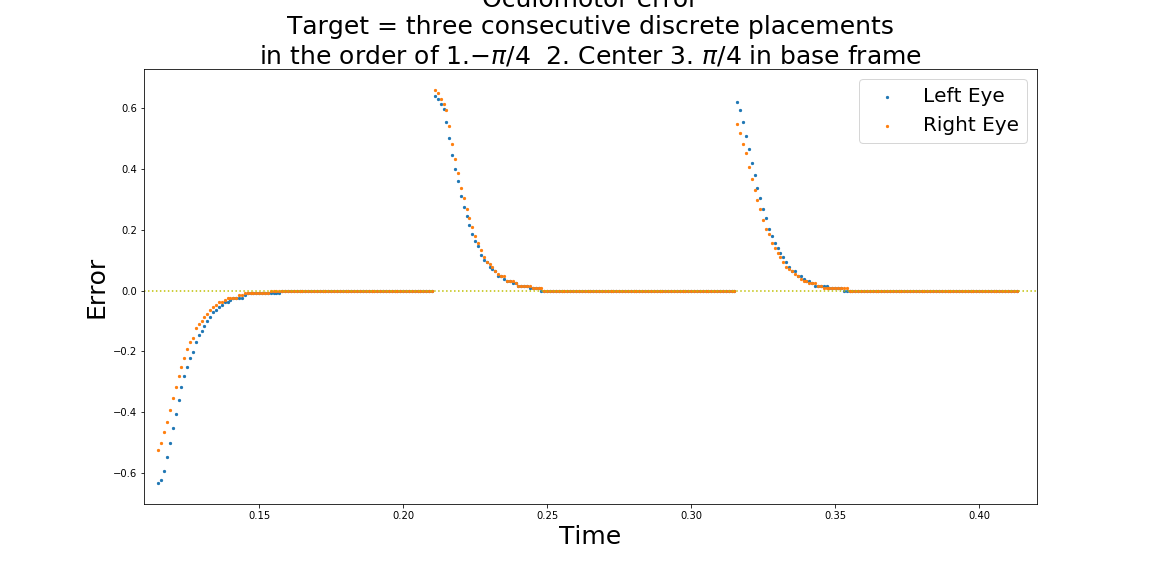 Oculomotor error
Target = three consecutive discrete placements
in the order of 1.−π/4 2. Center 3. π/4 in base frame
Left Eye
Right Eye
Error
0.6
0.4
0.2
0.0
−0.2
−0.4
−0.6
0.15 0.20 0.25 0.30 0.35 0.40
Time